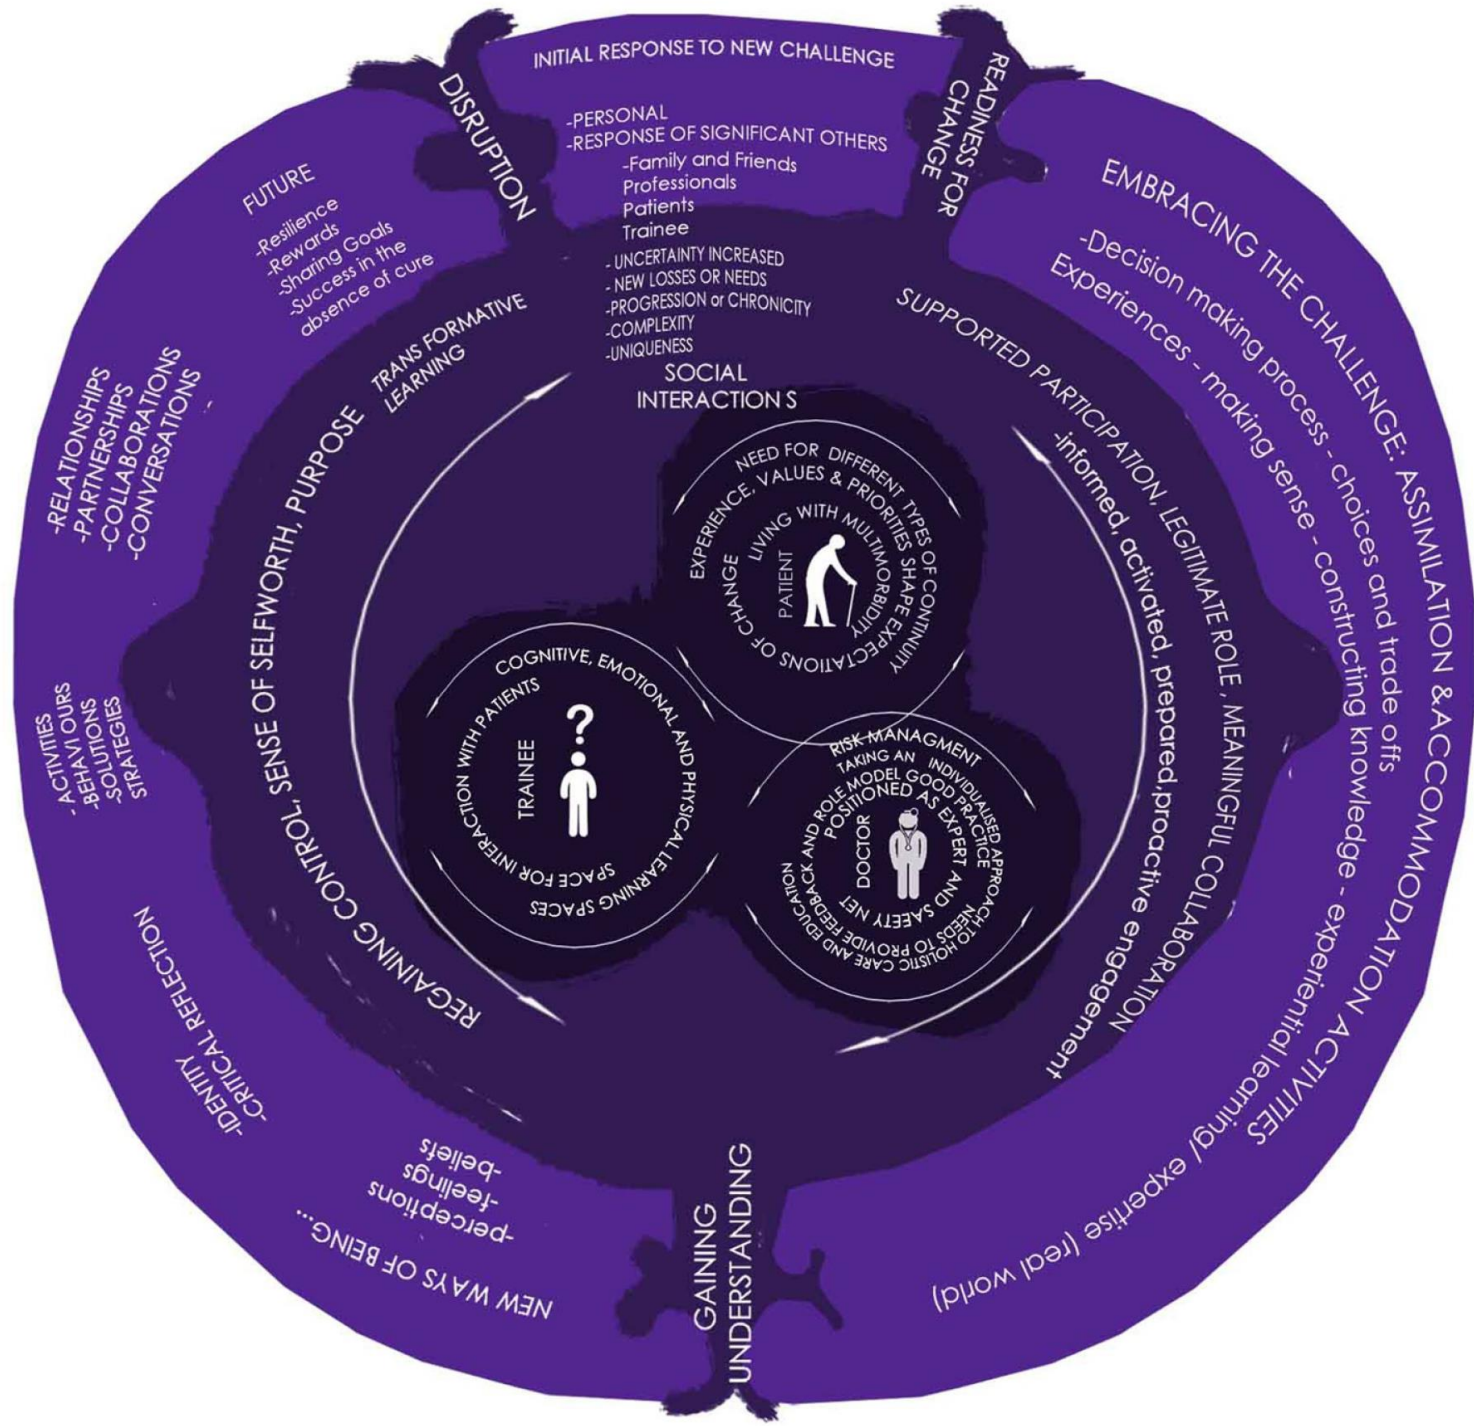 INITIAL RESPONSE TO NEW CHALLENGE
-PERSONAL
-RESPONSE OF SIGNIFICANT OTHERS
-Family and Friends
Professionals
Patients
Trainee
- UNCERTAINTY INCREASED
- NEW LOSSES OR NEEDS
-PROGRESSION or CHRONICITY
-COMPLEXITY
-UNIQUENESS
SOCIAL
INTERACTION S
READINESS FOR
CHANGE
EMBRACING THE CHALLENGE: ASSIMILATION &ACCOMMODATION ACTIVITIES
-Decision making process - choices and trade offs
Experiences - making sense - constructing knowledge - experiential learning/ expertise (real world)
SUPPORTED PARTICIPATION, LEGITIMATE ROLE, MEANINGFUL COLLABORATION
-informed, activated, prepared,proactive engagement
GAINING
UNDERSTANDING
NEW WAYS OF BEING...
-perceptions
-feelings
-beliefs
-IDENTITY
-CRITICAL REFLECTION
- ACTIVITIES
-BEHAVI OURS
-SOLUTIONS
STRATEGIES
-RELATIONSHIPS
-PARTNERSHIPS
-COLLABORATIONS
-CONVERSATIONS
FUTURE
-Resilience
-Rewards
-Sharing Goals
-Success in the
absence of cure
DISRUPTION
REGAINING CONTROL, SENSE OF SELFWORTH, PURPOSE
TRANS FORMATIVE
LEARNING
NEED FOR DIFFERENT TYPES OF CONTINUITY
EXPERIENCE, VALUES & PRIORITIES SHAPE EXPECTATIONS OF CHANGE
LIVING WITH MULTIMORBIDITY
PATIENT
COGNITIVE, EMOTIONAL AND PHYSICAL LEARNING SPACES
SPACE FOR INTERACTION WITH PATIENTS
TRAINEE
?
RISK MANAGMENT
TAKING AN INDIVIDUALISED APPROACH TO HOLISTIC CARE AND EDUCATION
NEEDS TO PROVIDE FEEDBACK AND ROLE MODEL GOOD PRACTICE
POSITIONED AS EXPERT AND SAFETY NET
DOCTOR